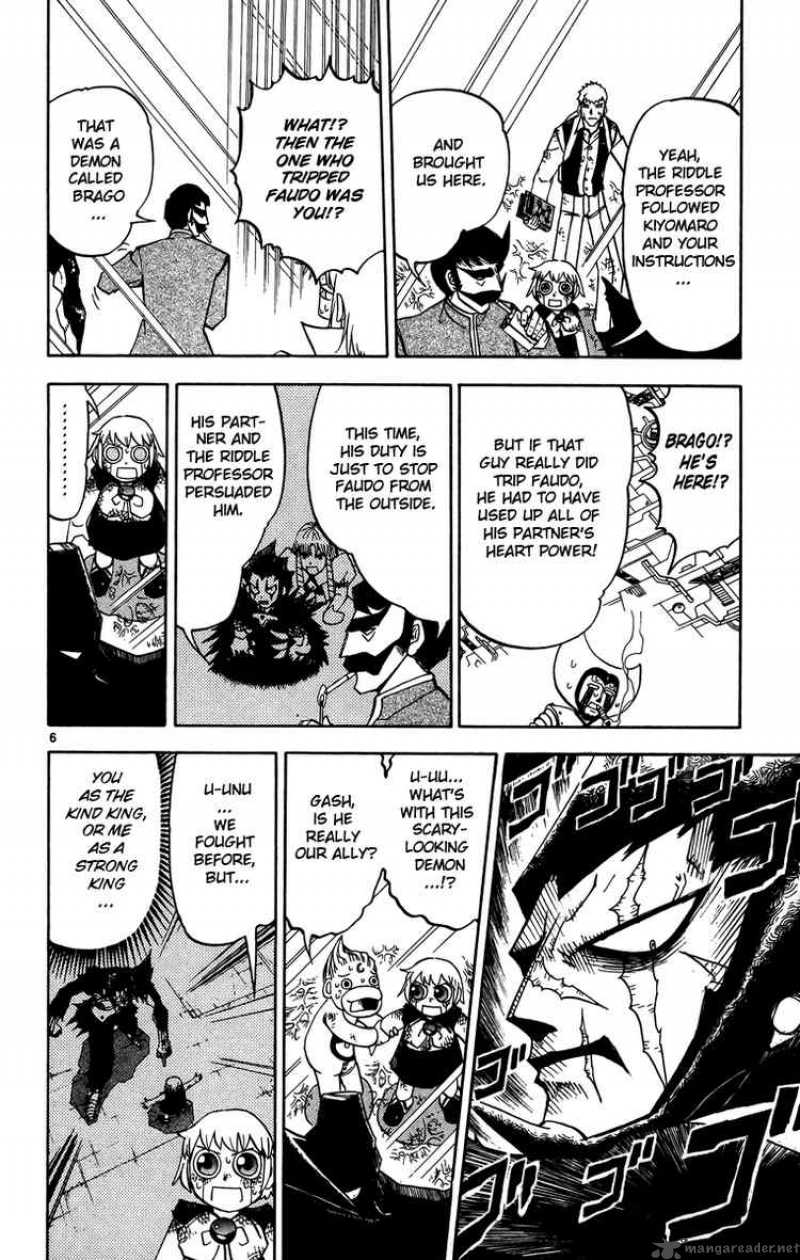 YEAH,
THE RIDDLE
PROFESSOR
FOLLOWED
KIYOMARO
AND YOUR
INSTRUCTIONS
...
AND
BROUGHT
US HERE.
WHAT!?
THEN THE
ONE WHO
TRIPPED
FAUDO WAS
YOU!?
THAT
WAS A
DEMON
CALLED
BRAGO
...
BRAGO!?
HE'S
HERE!?
BUT IF THAT
GUY REALLY DID
TRIP FAUDO,
HE HAD TO HAVE
USED UP ALL OF
HIS PARTNER'S
HEART POWER!
THIS TIME,
HIS DUTY IS
JUST TO STOP
FAUDO FROM
THE OUTSIDE.
HIS PART-
NER AND
THE RIDDLE
PROFESSOR
PERSUADED
HIM.
.........
6
ゴゴゴゴゴ
ゴゴゴ
U-UU...
WHAT'S
WITH THIS
SCARY-
LOOKING
DEMON
...!?
GASH,
IS HE
REALLY
OUR ALLY?
U-UNU
...
WE
FOUGHT
BEFORE,
BUT...
YOU
AS THE
KIND KING,
OR ME
AS A
STRONG
KING
...
mangareader.net